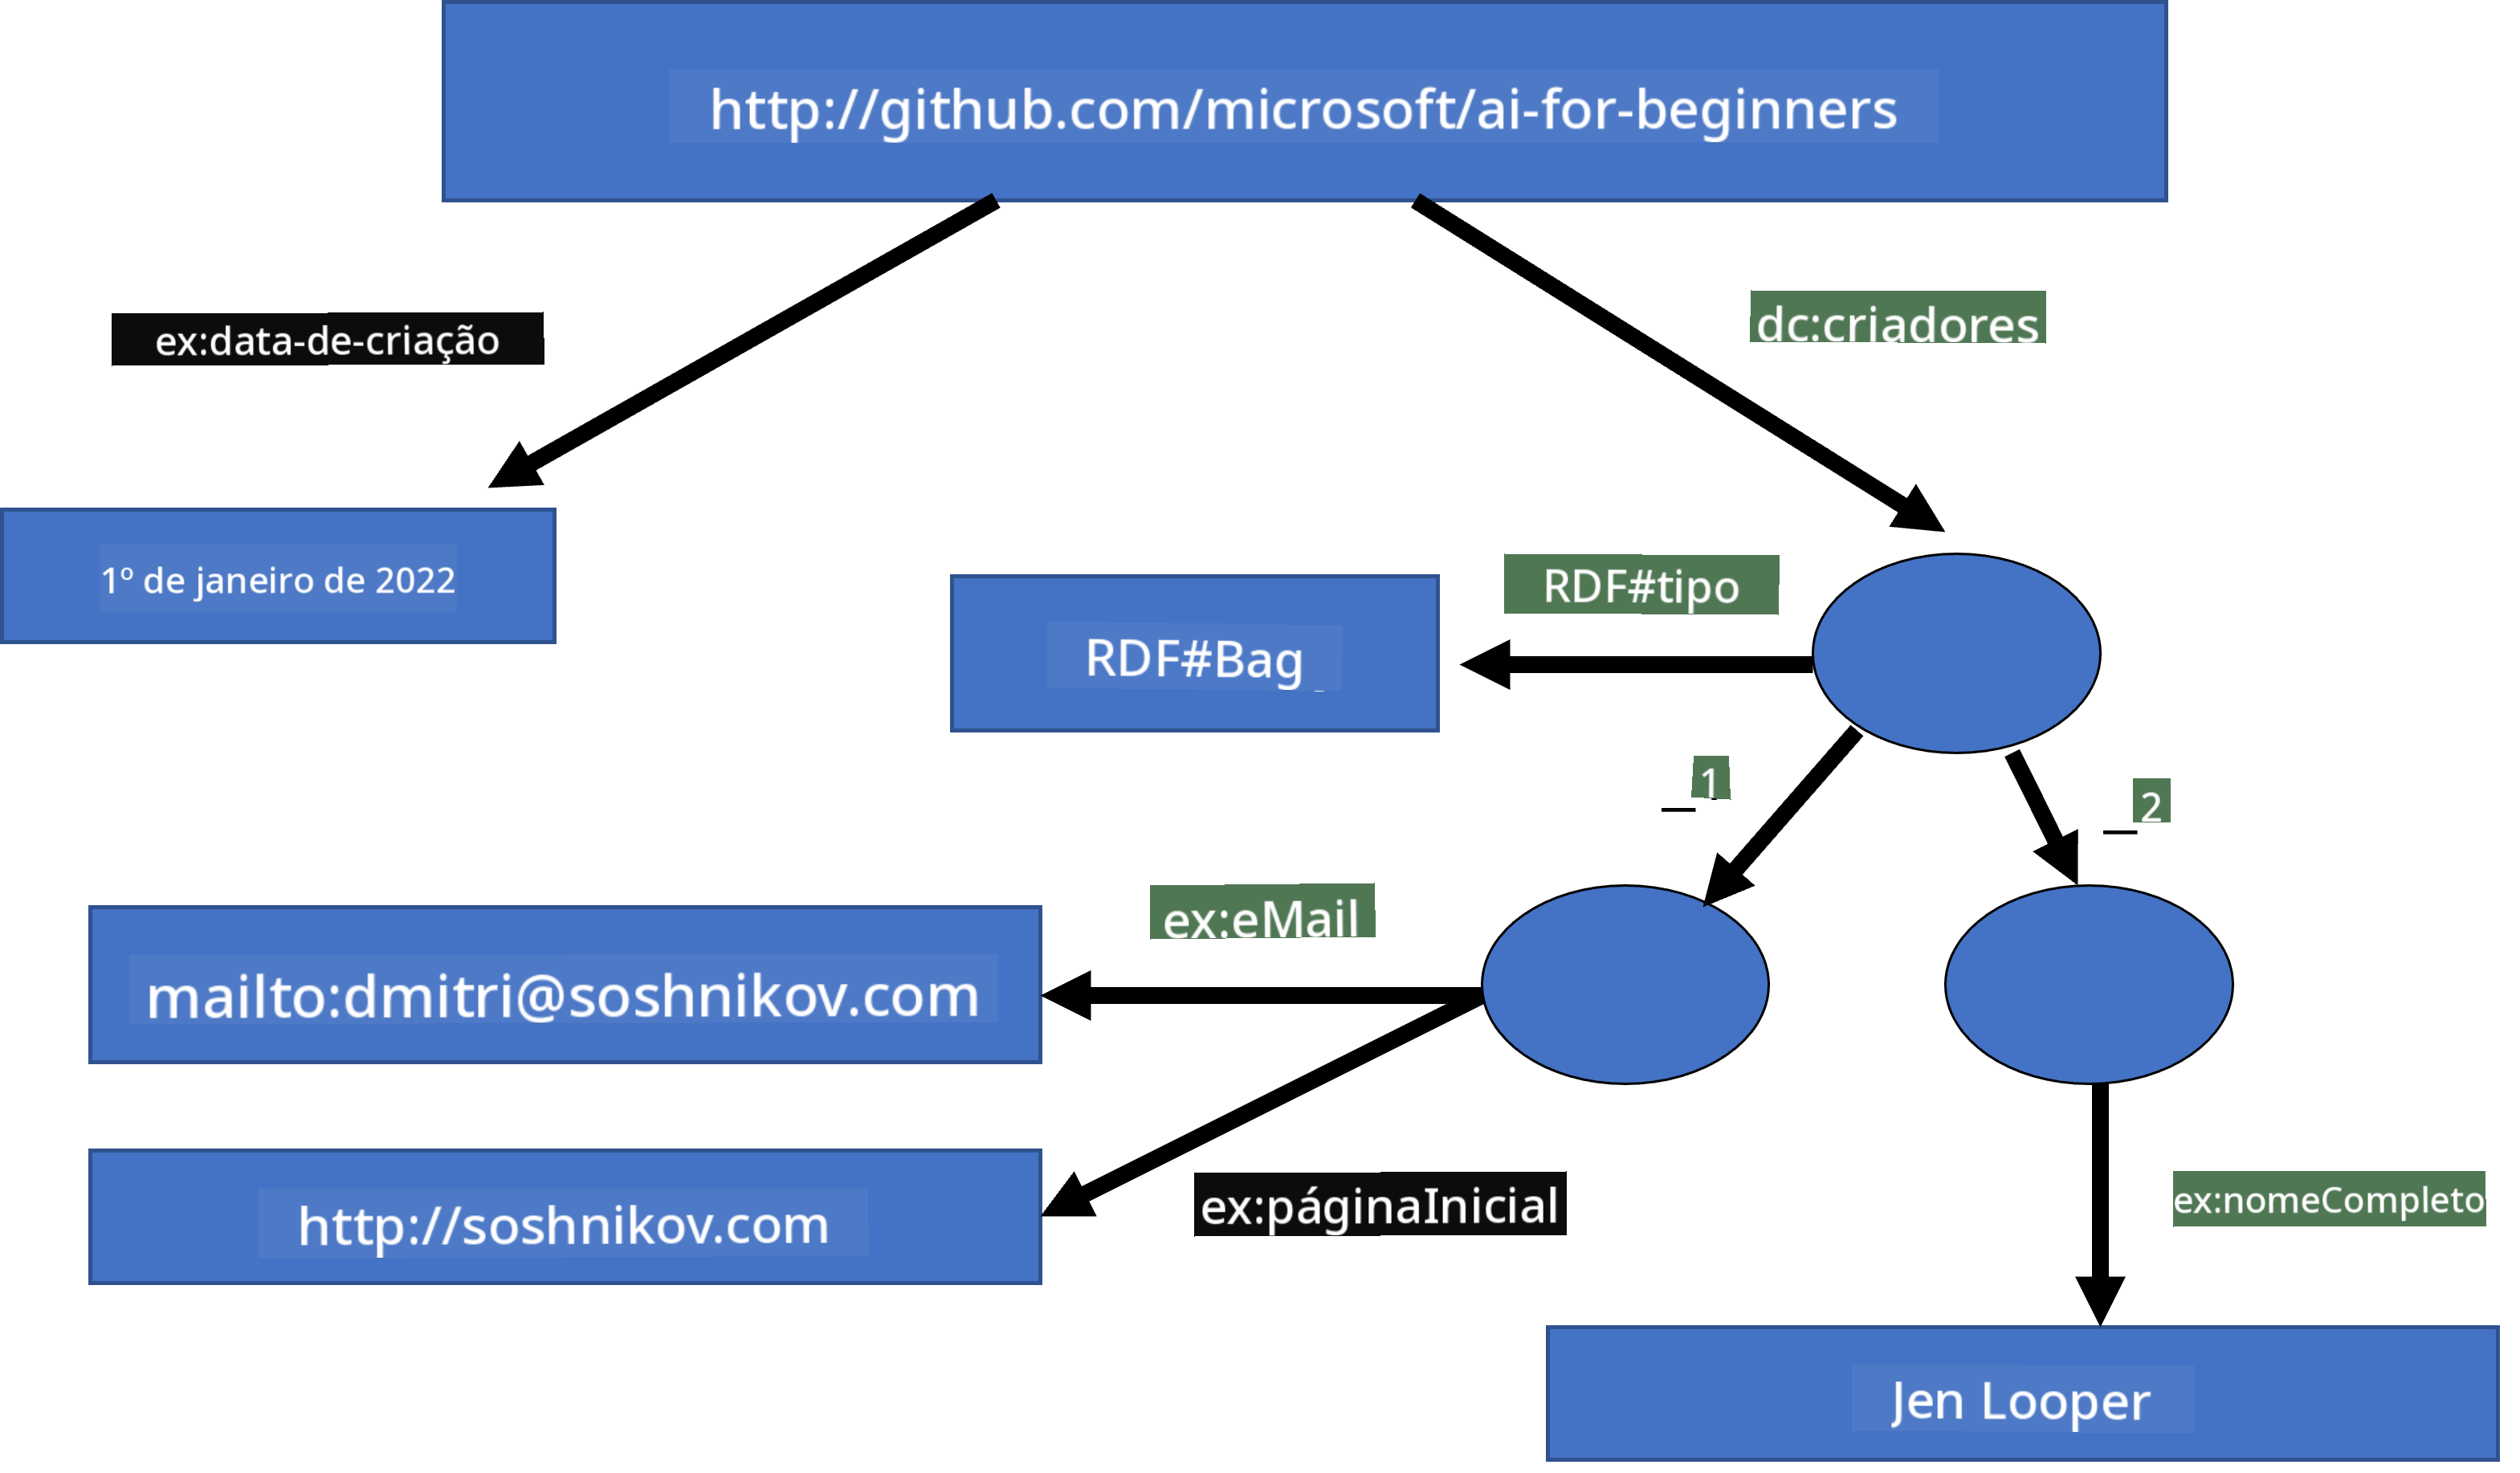 http://github.com/microsoft/ai-for-beginners
dc:criadores
ex:data-de-criação
RDF#tipo
1º de janeiro de 2022
RDF#Bag
_1
_2
ex:eMail
mailto:dmitri@soshnikov.com
ex:páginaInicial
ex:nomeCompleto
http://soshnikov.com
Jen Looper